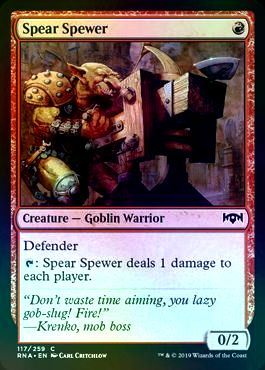 Spear Spewer
Creature — Goblin Warrior
Defender
: Spear Spewer deals 1 damage to
each player.
“Don’t waste time aiming, you lazy
gob-slug! Fire!”
—Krenko, mob boss
0/2
117/259 C
RNA • EN CARL CRITCHLOW
™ & © 2019 Wizards of the Coast